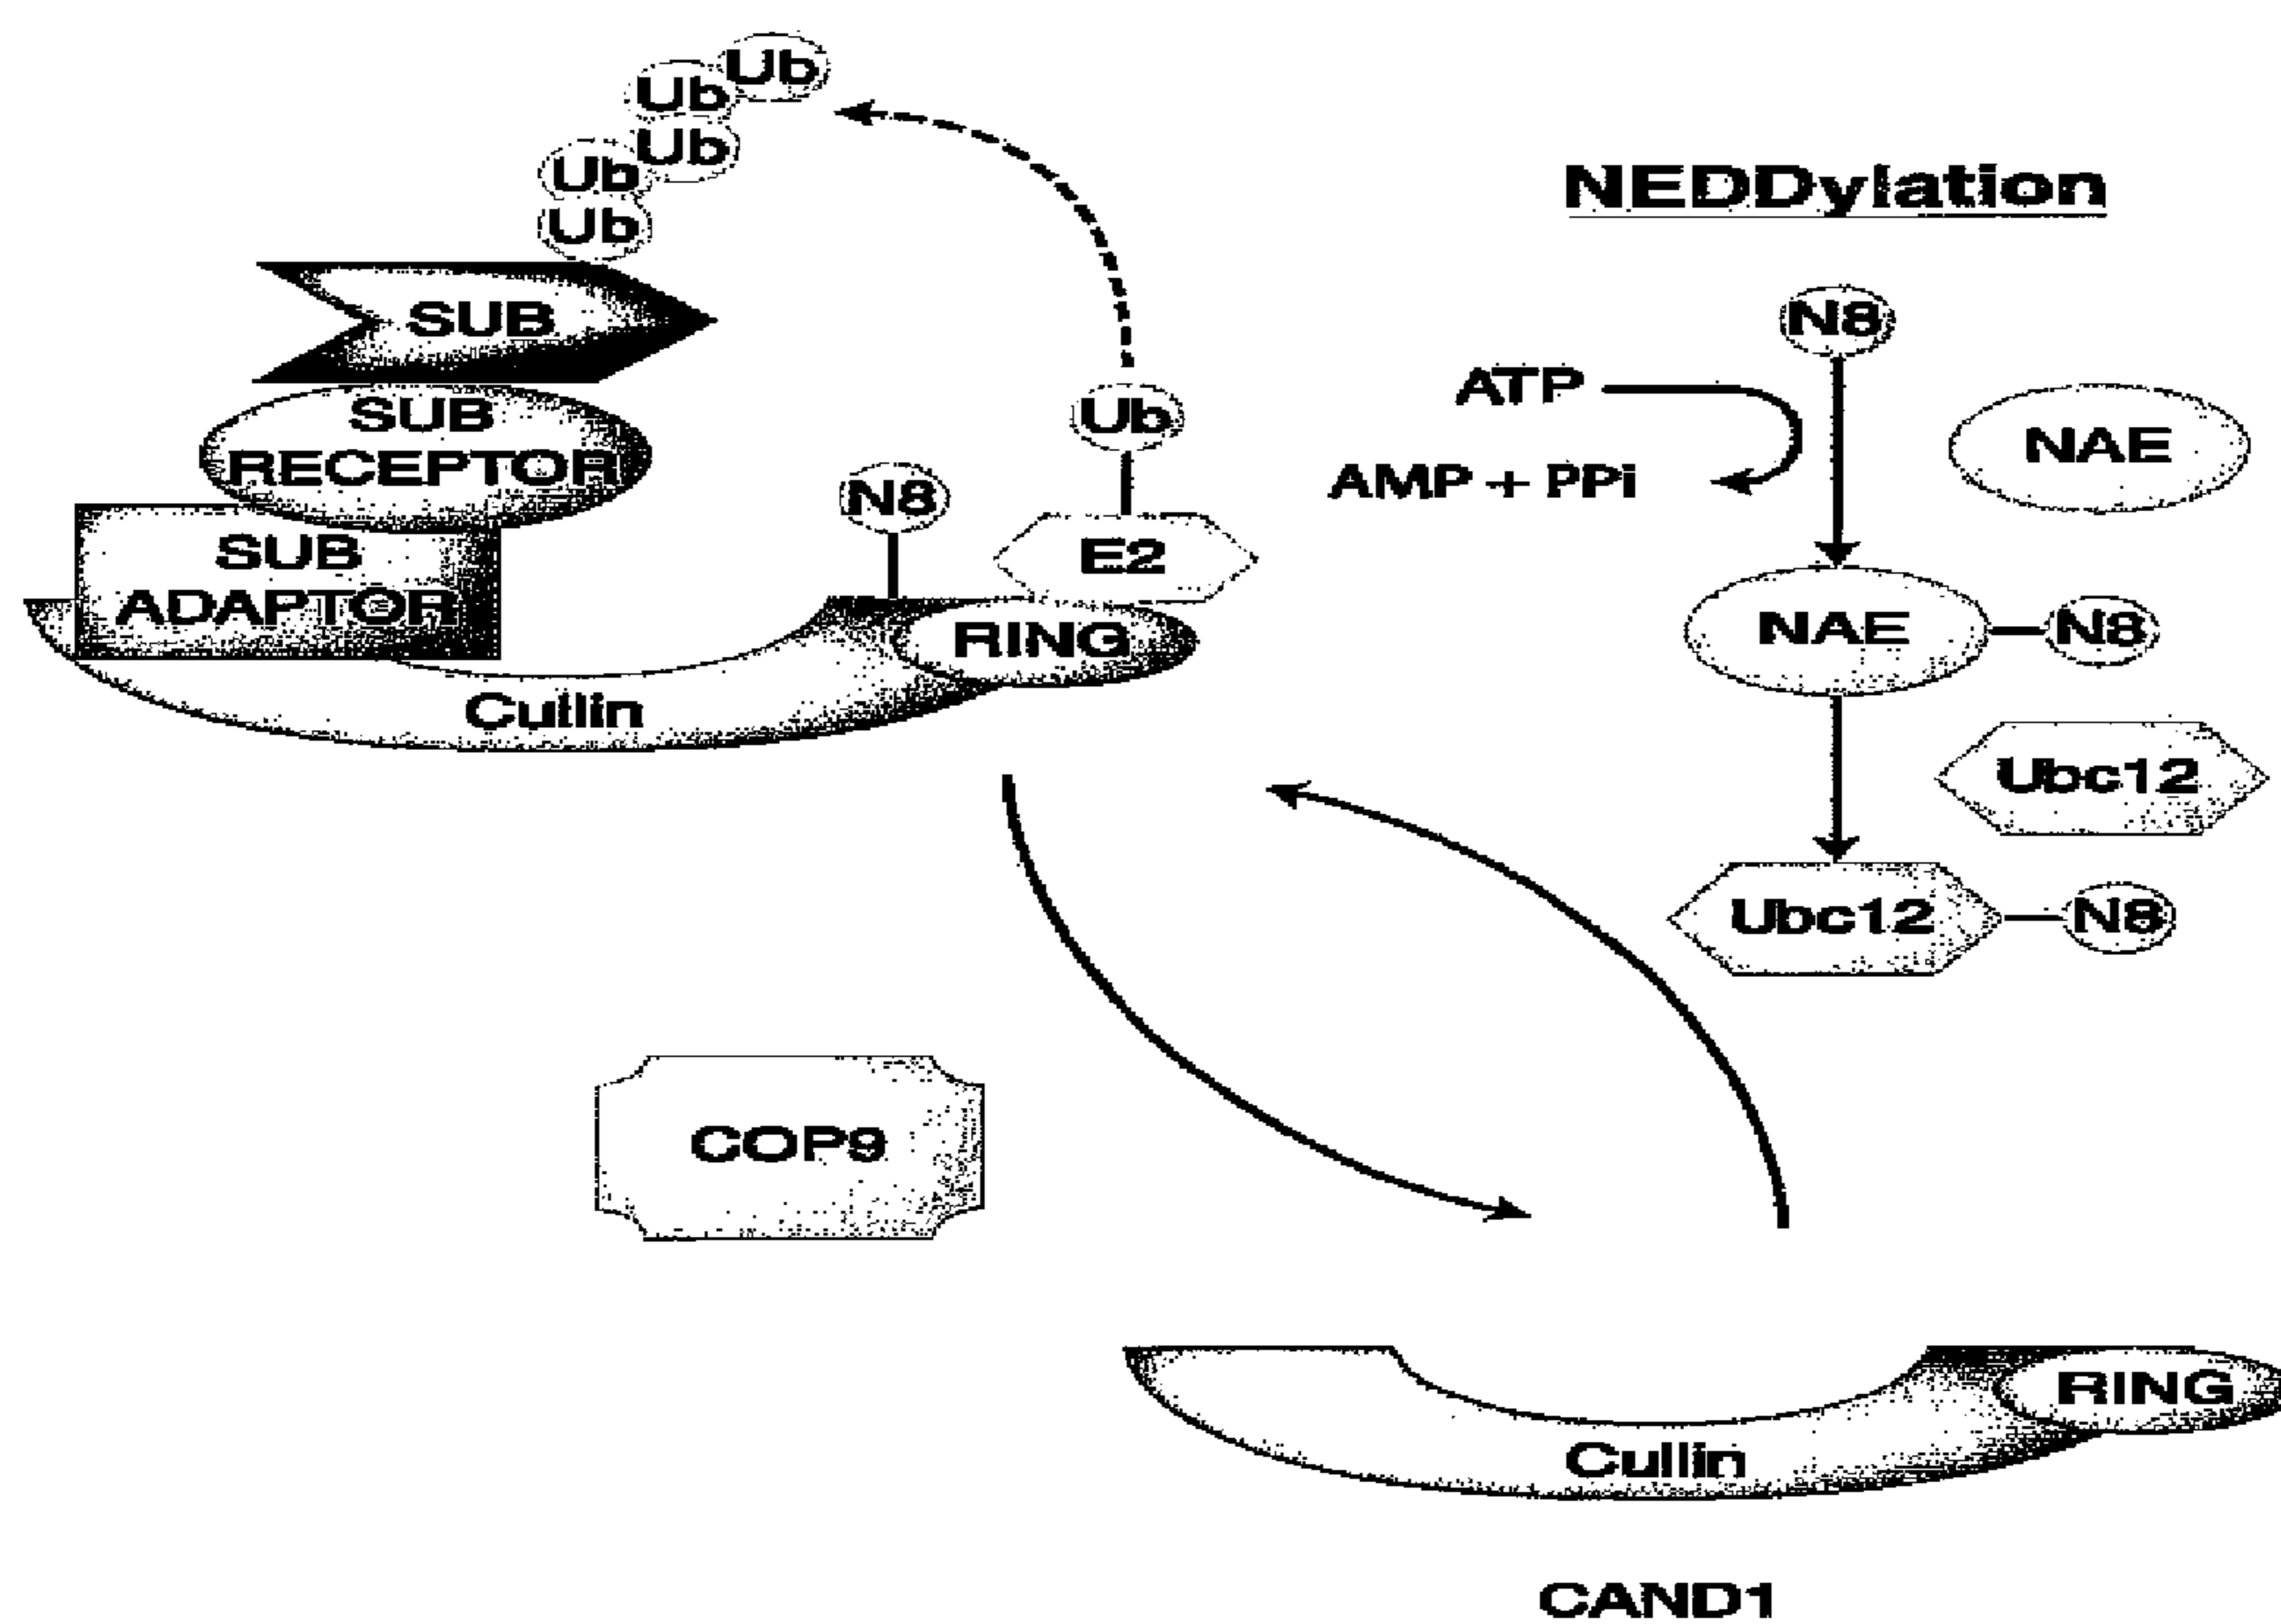 Ub
Ub
Ub
Ub
Ub
SUB
SUB
RECEPTOR
SUB
ADAPTOR
N8
Ub
E2
RING
Cullin
NEDDylation
N8
ATP
NAE
AMP + PPi
NAE
N8
Ubc12
Ubc12
N8
COP9
RING
Cullin
CAND1